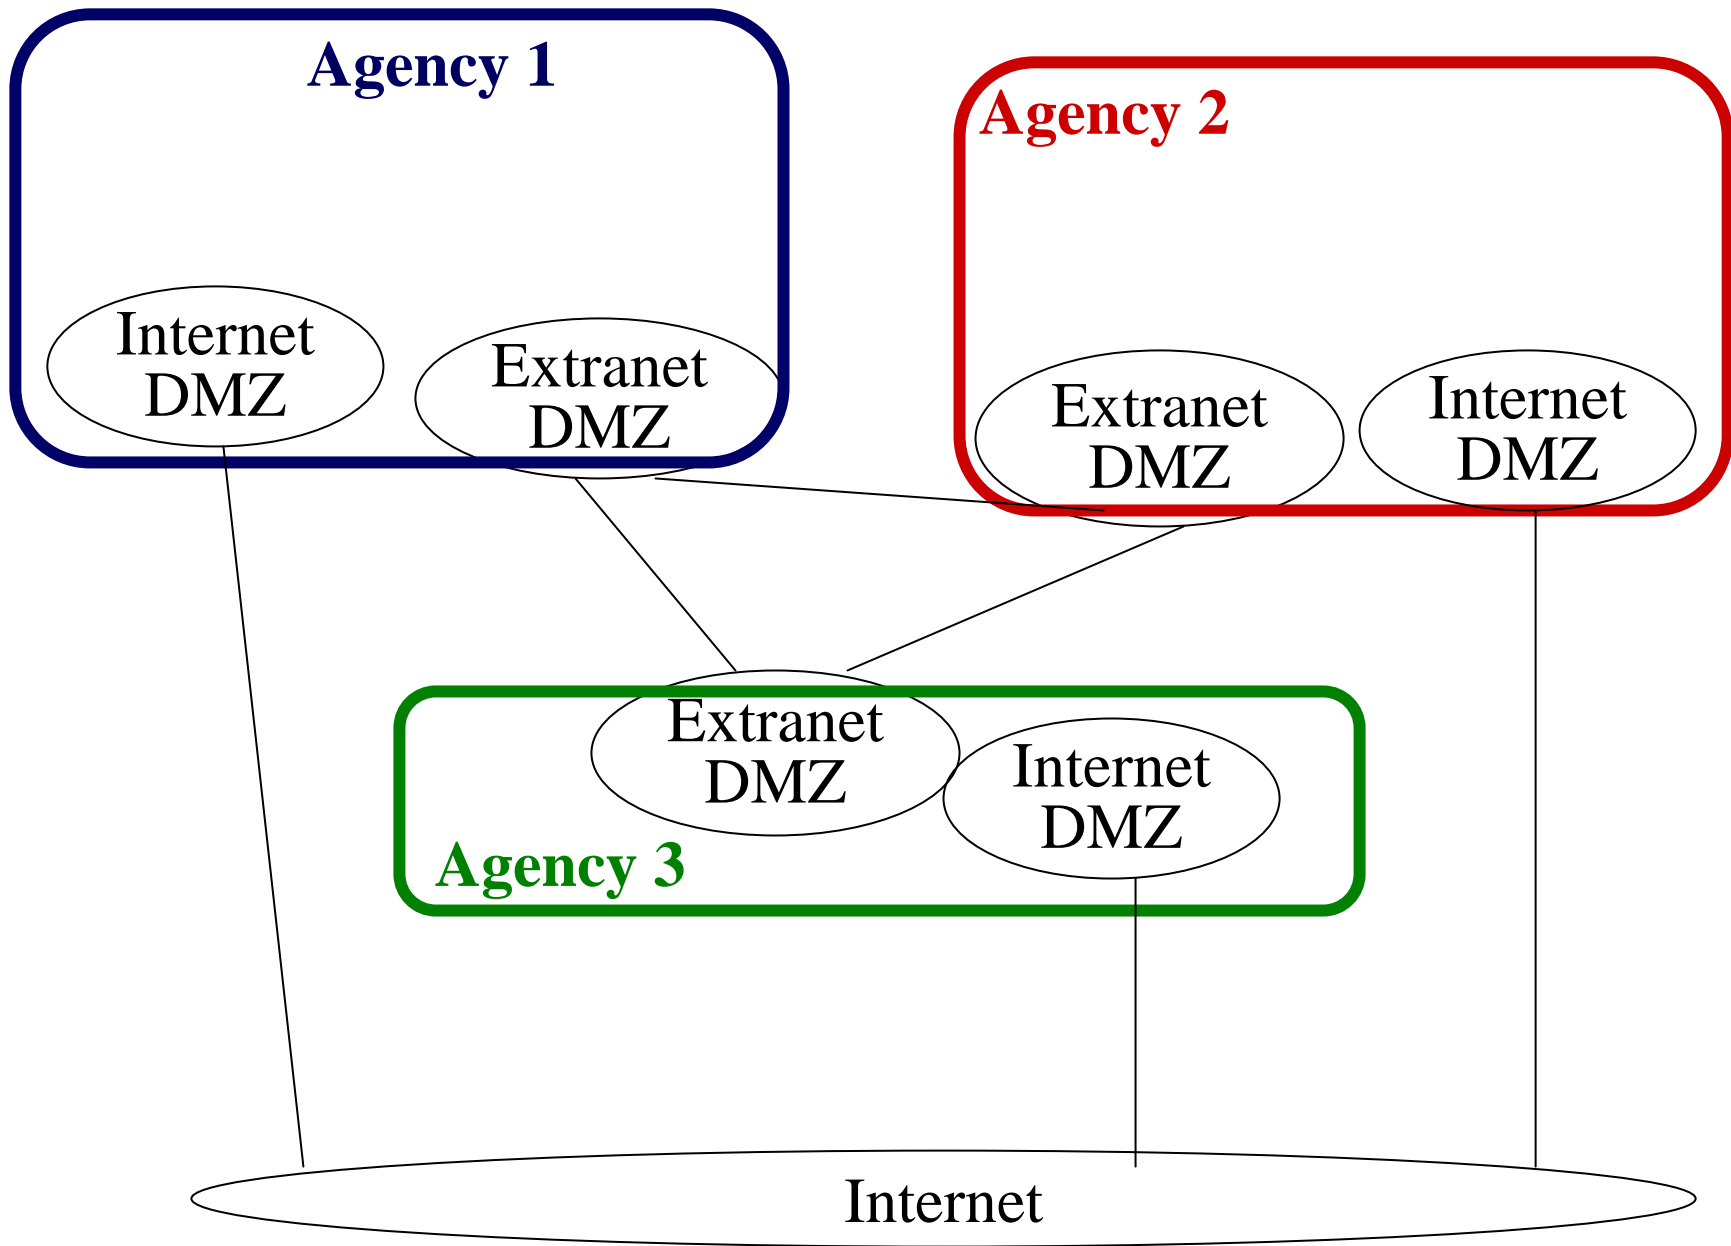 Agency 1
Agency 2
Internet
DMZ
Extranet
DMZ
Extranet
DMZ
Internet
DMZ
Extranet
DMZ
Internet
DMZ
Agency 3
Internet